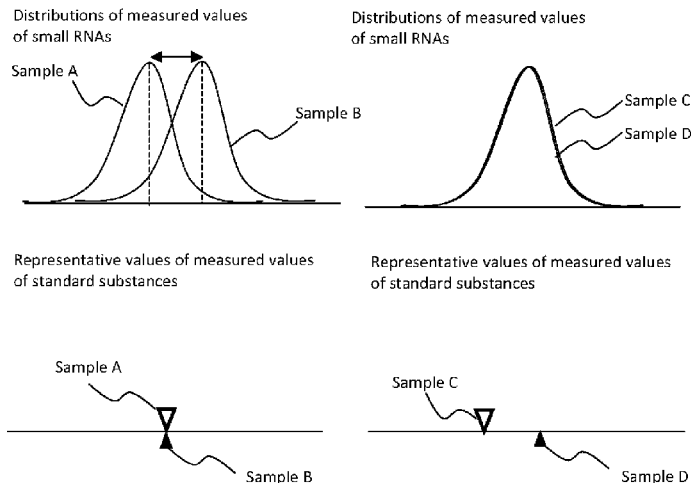 Distributions of measured values
of small RNAs
Sample A
Sample B
Distributions of measured values
of small RNAs
Sample C
Sample D
Representative values of measured values
of standard substances
Sample A
Sample B
Representative values of measured values
of standard substances
Sample C
Sample D